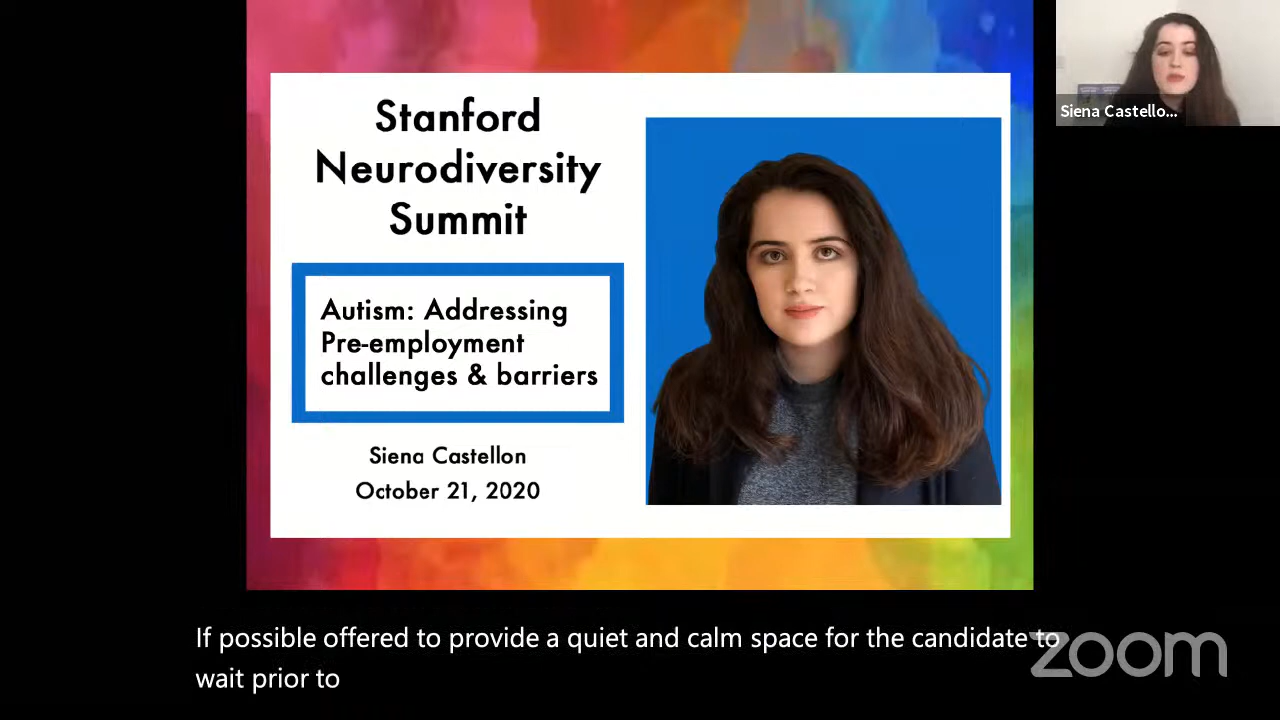 Stanford
Neurodiversity
Summit
Autism: Addressing
Pre-employment
challenges & barriers
Siena Castellon
October 21, 2020
Siena Castello...
If possible offered to provide a quiet and calm space for the candidate to
wait prior to
zoom